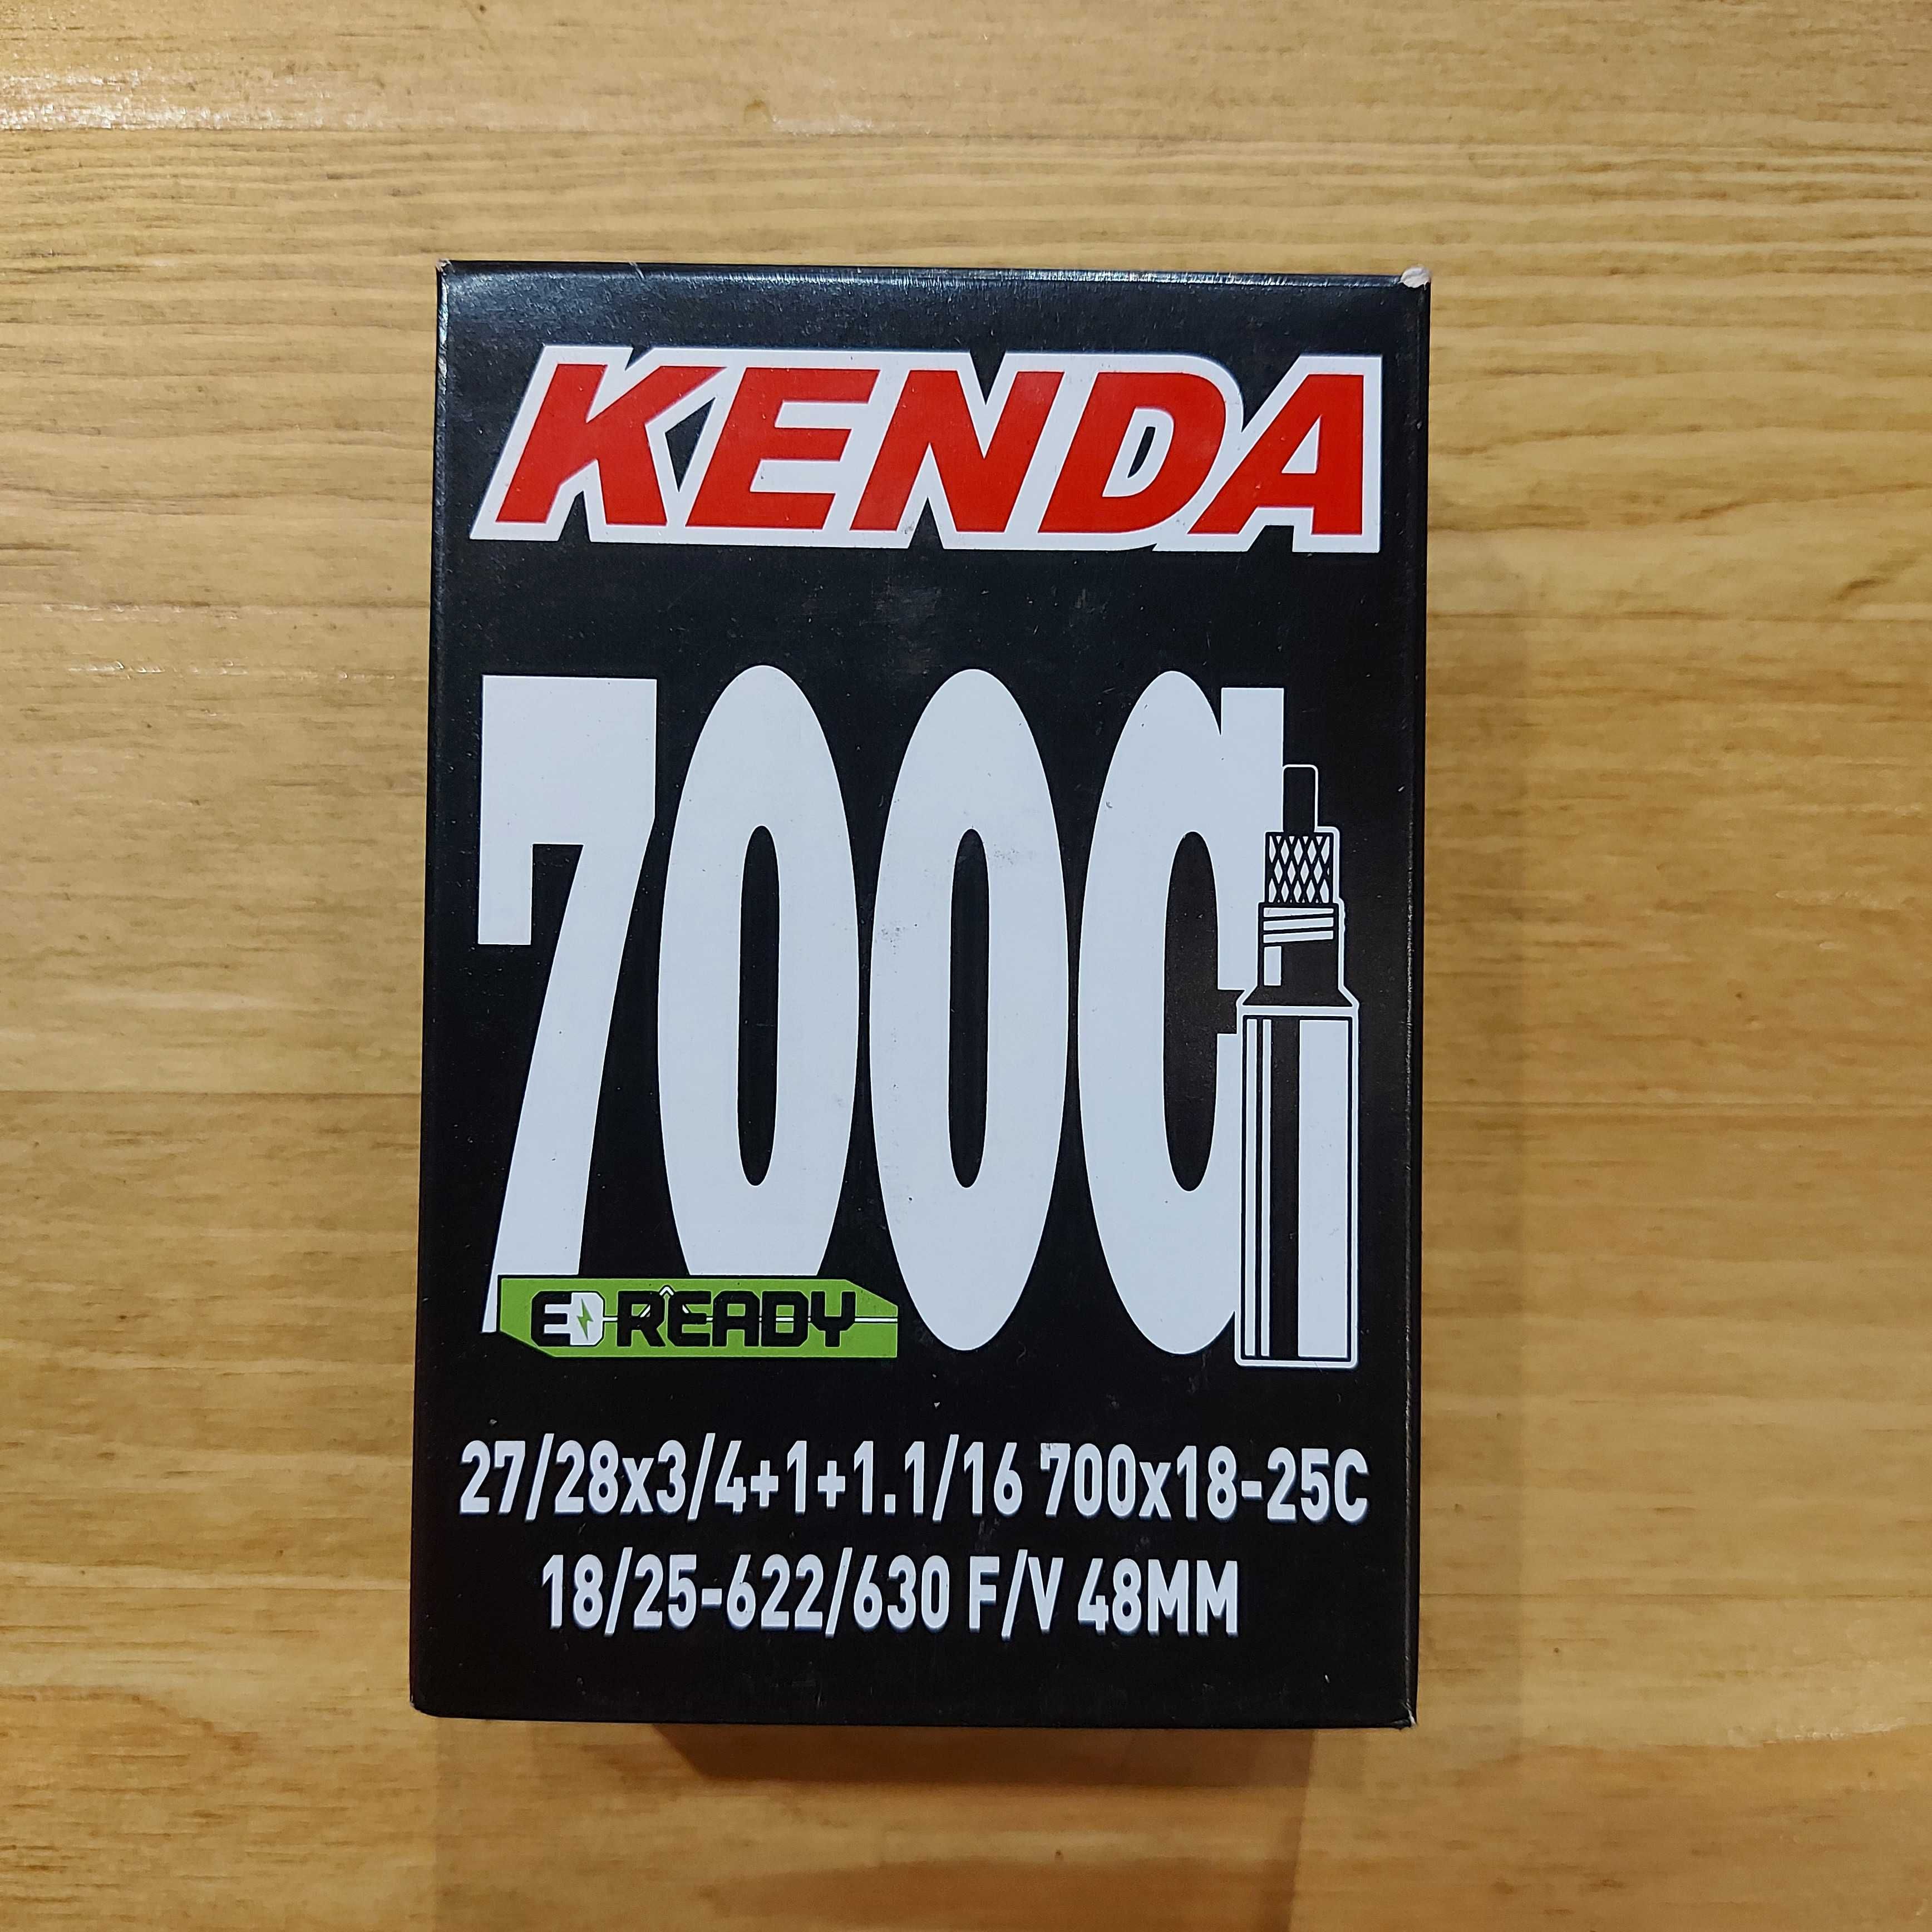 KENDA
700C
E READY
27/28x3/4+1+1.1/16 700x18-25C
18/25-622/630 F/V 48MM